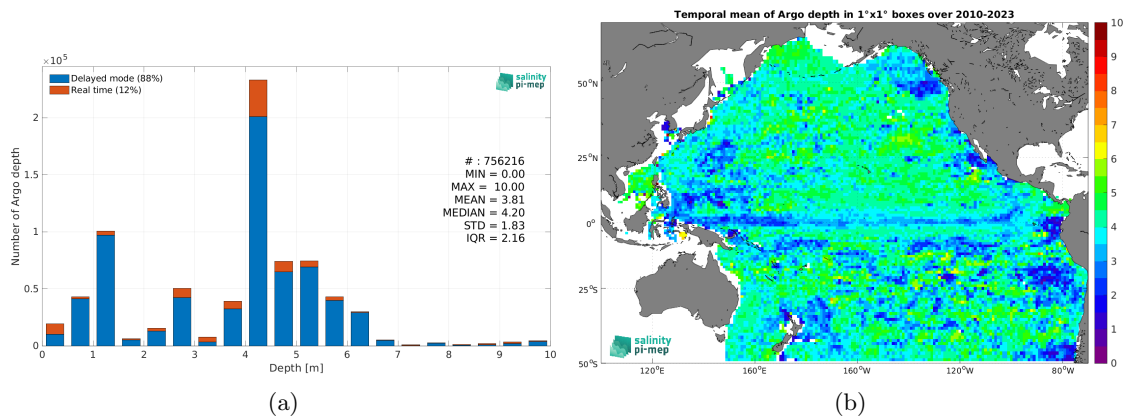 ×10^5
Delayed mode (88%)
Real time (12%)
salinity
pi-mep
# : 756216
MIN = 0.00
MAX = 10.00
MEAN = 3.81
MEDIAN = 4.20
STD = 1.83
IQR = 2.16
Number of Argo depth
2
1.5
1
0.5
0
0 1 2 3 4 5 6 7 8 9 10
Depth [m]
(a)
Temporal mean of Argo depth in 1°x1° boxes over 2010-2023
50°N
25°N
0°
25°S
50°S
120°E 160°E 160°W 120°W 80°W
salinity
pi-mep
10
9
8
7
6
5
4
3
2
1
0
(b)